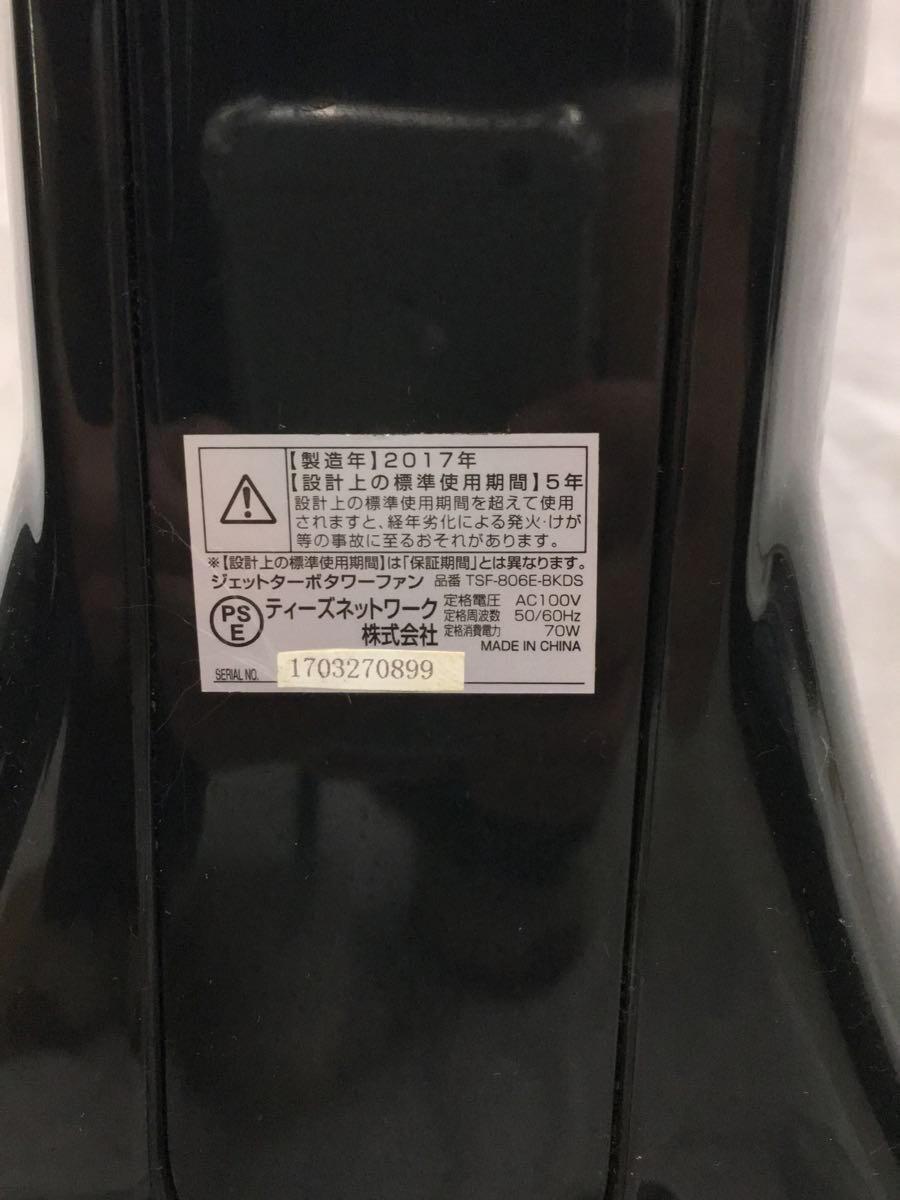 【製造年】2017年
【設計上の標準使用期間】5年
設計上の標準使用期間を超えて使用
されますと、経年劣化による発火・けが
等の事故に至るおそれがあります。
※【設計上の標準使用期間】は「保証期間」とは異なります。
ジェットターボタワーファン 品番 TSF-806E-BKDS
PS
E
ティーズネットワーク
株式会社
定格電圧 AC100V
定格周波数 50/60Hz
定格消費電力 70W
MADE IN CHINA
SERIAL NO. 1703270899